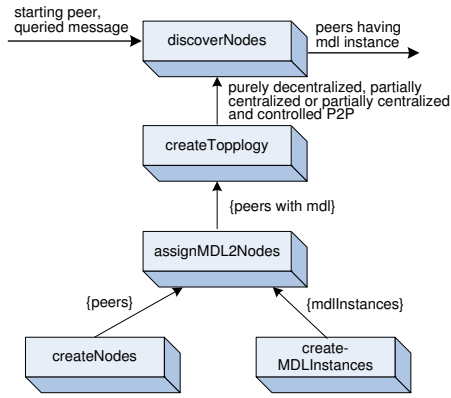 starting peer,
queried message
discoverNodes
peers having
mdl instance
purely decentralized, partially
centralized or partially centralized
and controlled P2P
createTopplogy
{peers with mdl}
assignMDL2Nodes
{peers}
{mdlInstances}
createNodes
create-
MDLInstances